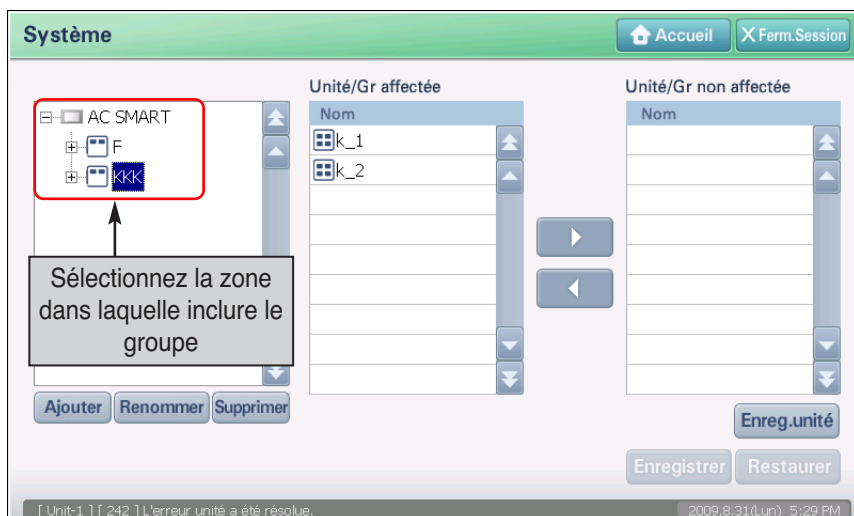 Système
Accueil
X Ferm.Session
Unité/Gr affectée
Unité/Gr non affectée
AC SMART
F
KKK
Nom
k_1
k_2
Nom
Sélectionnez la zone
dans laquelle inclure le
groupe
Ajouter
Renommer
Supprimer
Enreg.unité
Enregistrer
Restaurer
[ Unit-1 ] [ 242 ] L'erreur unité a été résolue.
2009.8.31(Lun) 5:29 PM